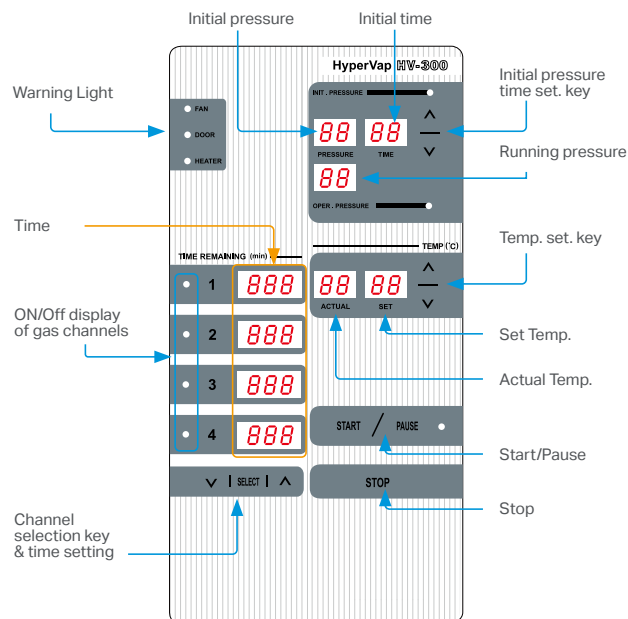 Initial pressure
Initial time
HyperVap HV-300
INIT . PRESSURE
Initial pressure
time set. key
Warning Light
FAN
DOOR
HEATER
88
88
PRESSURE
TIME
Running pressure
88
OPER . PRESSURE
Time
TIME REMAINING (min)
TEMP (°C)
Temp. set. key
1
888
88
88
ACTUAL
SET
ON/Off display
of gas channels
2
888
Set Temp.
3
888
Actual Temp.
4
888
START / PAUSE
Start/Pause
SELECT
STOP
Stop
Channel
selection key
& time setting